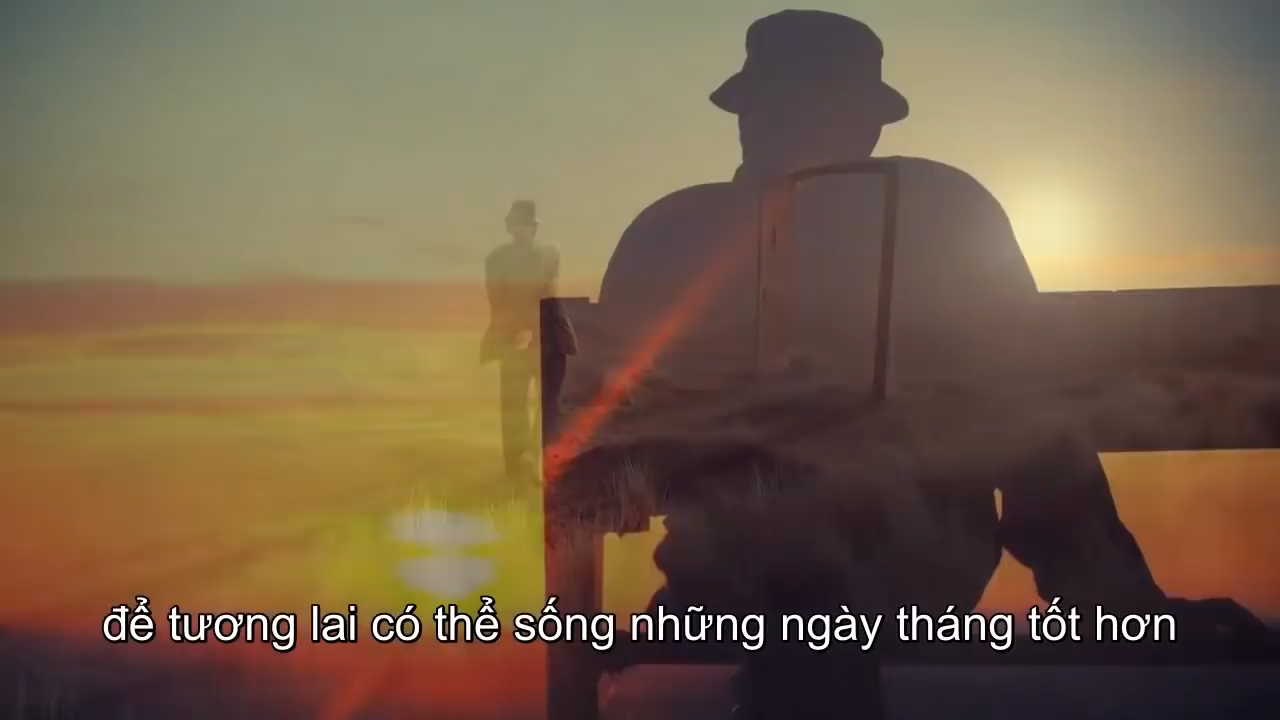 để tương lai có thể sống những ngày tháng tốt hơn